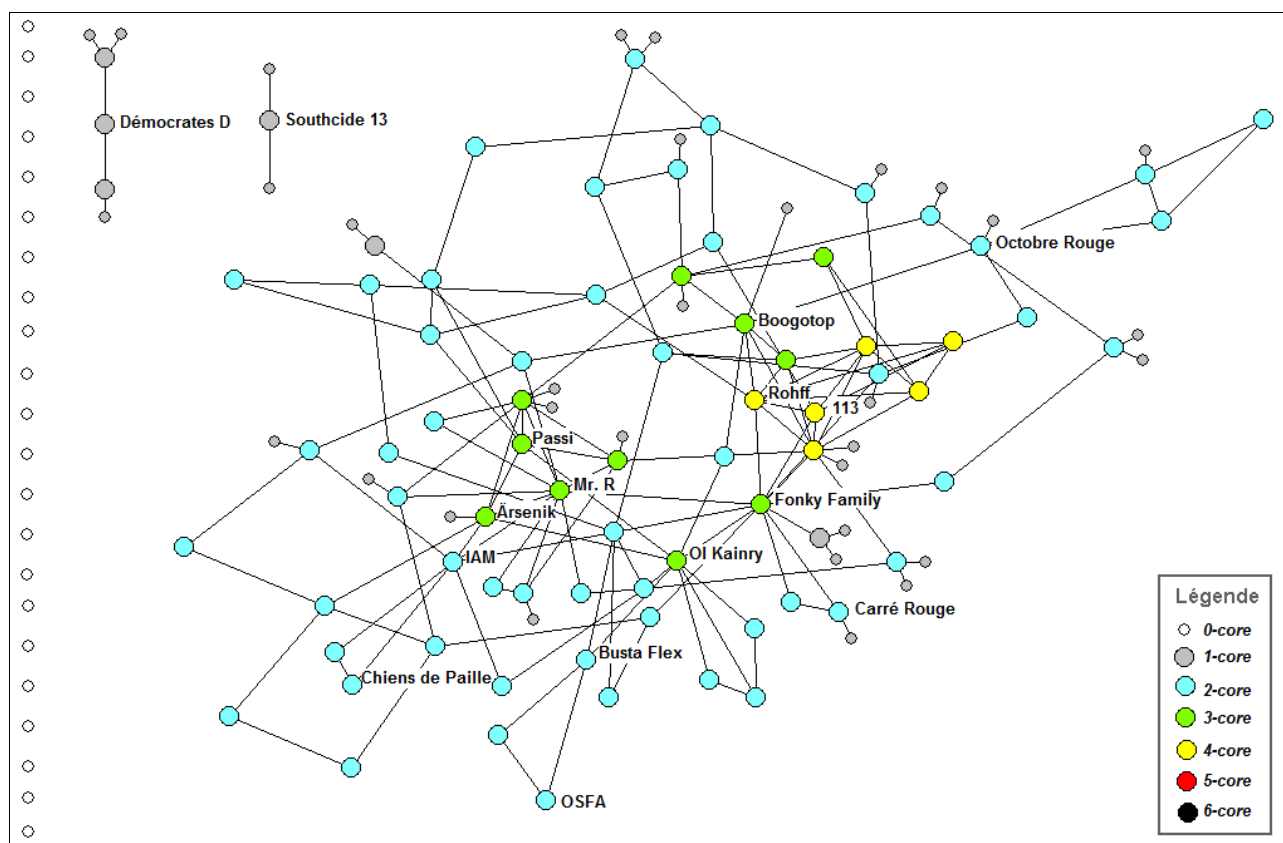 Démocrates D
Southcide 13
Octobre Rouge
Boogotop
Rohff
113
Passi
Mr. R
Ärsenik
Fonky Family
IAM
Ol Kainry
Carré Rouge
Busta Flex
Chiens de Paille
OSFA
Légende
0-core
1-core
2-core
3-core
4-core
5-core
6-core